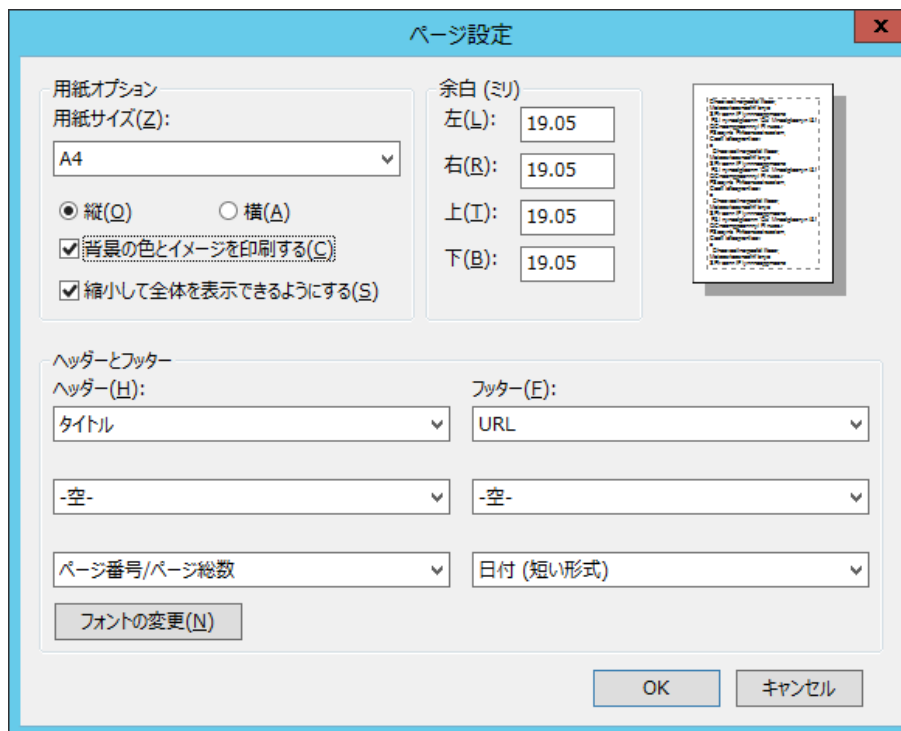 ページ設定
x
用紙オプション
用紙サイズ(Z):
A4
縦(O) 横(A)
背景の色とイメージを印刷する(C)
縮小して全体を表示できるようにする(S)
余白 (ミリ)
左(L): 19.05
右(R): 19.05
上(T): 19.05
下(B): 19.05
ヘッダーとフッター
ヘッダー(H): フッター(F):
タイトル URL
-空- -空-
ページ番号/ページ総数 日付 (短い形式)
フォントの変更(N)
OK キャンセル